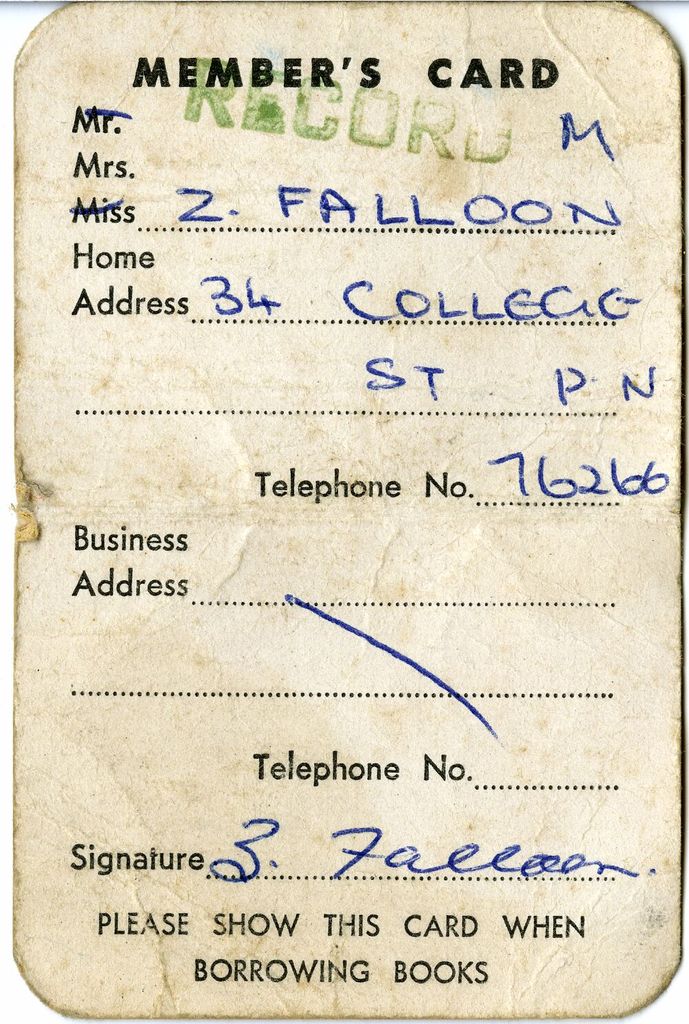 MEMBER'S CARD
RECORD
Mr. M
Mrs.
Miss Z. FALLOON
Home
Address 34 COLLEGE
ST P.N
Telephone No. 76266
Business
Address
Telephone No.
Signature Z. Falloon.
PLEASE SHOW THIS CARD WHEN
BORROWING BOOKS